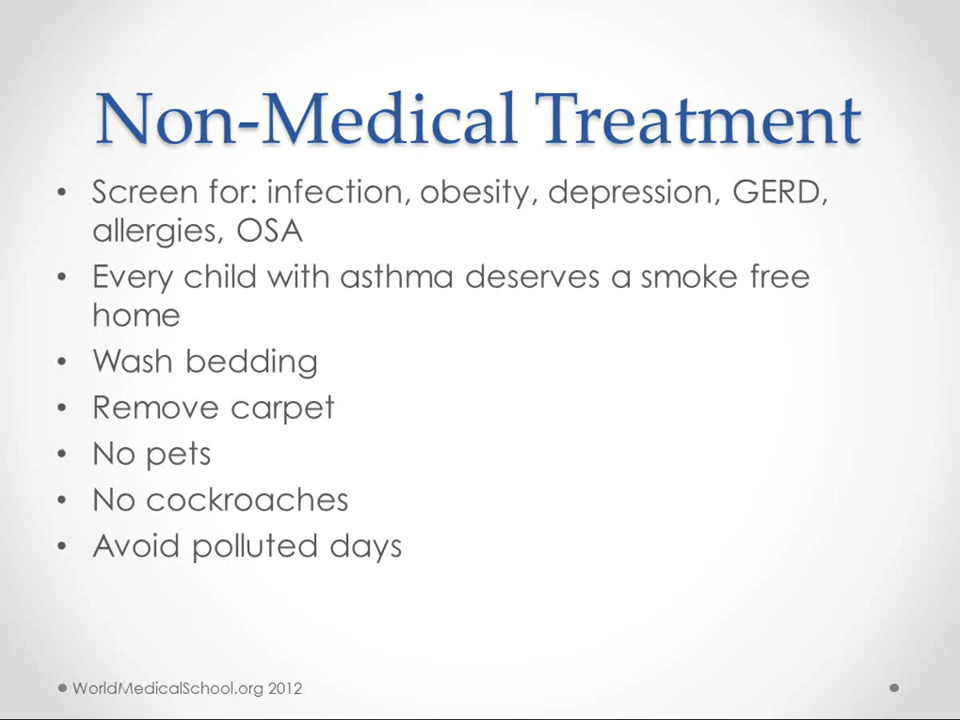 Non-Medical Treatment
• Screen for: infection, obesity, depression, GERD,
allergies, OSA
• Every child with asthma deserves a smoke free
home
• Wash bedding
• Remove carpet
• No pets
• No cockroaches
• Avoid polluted days
WorldMedicalSchool.org 2012